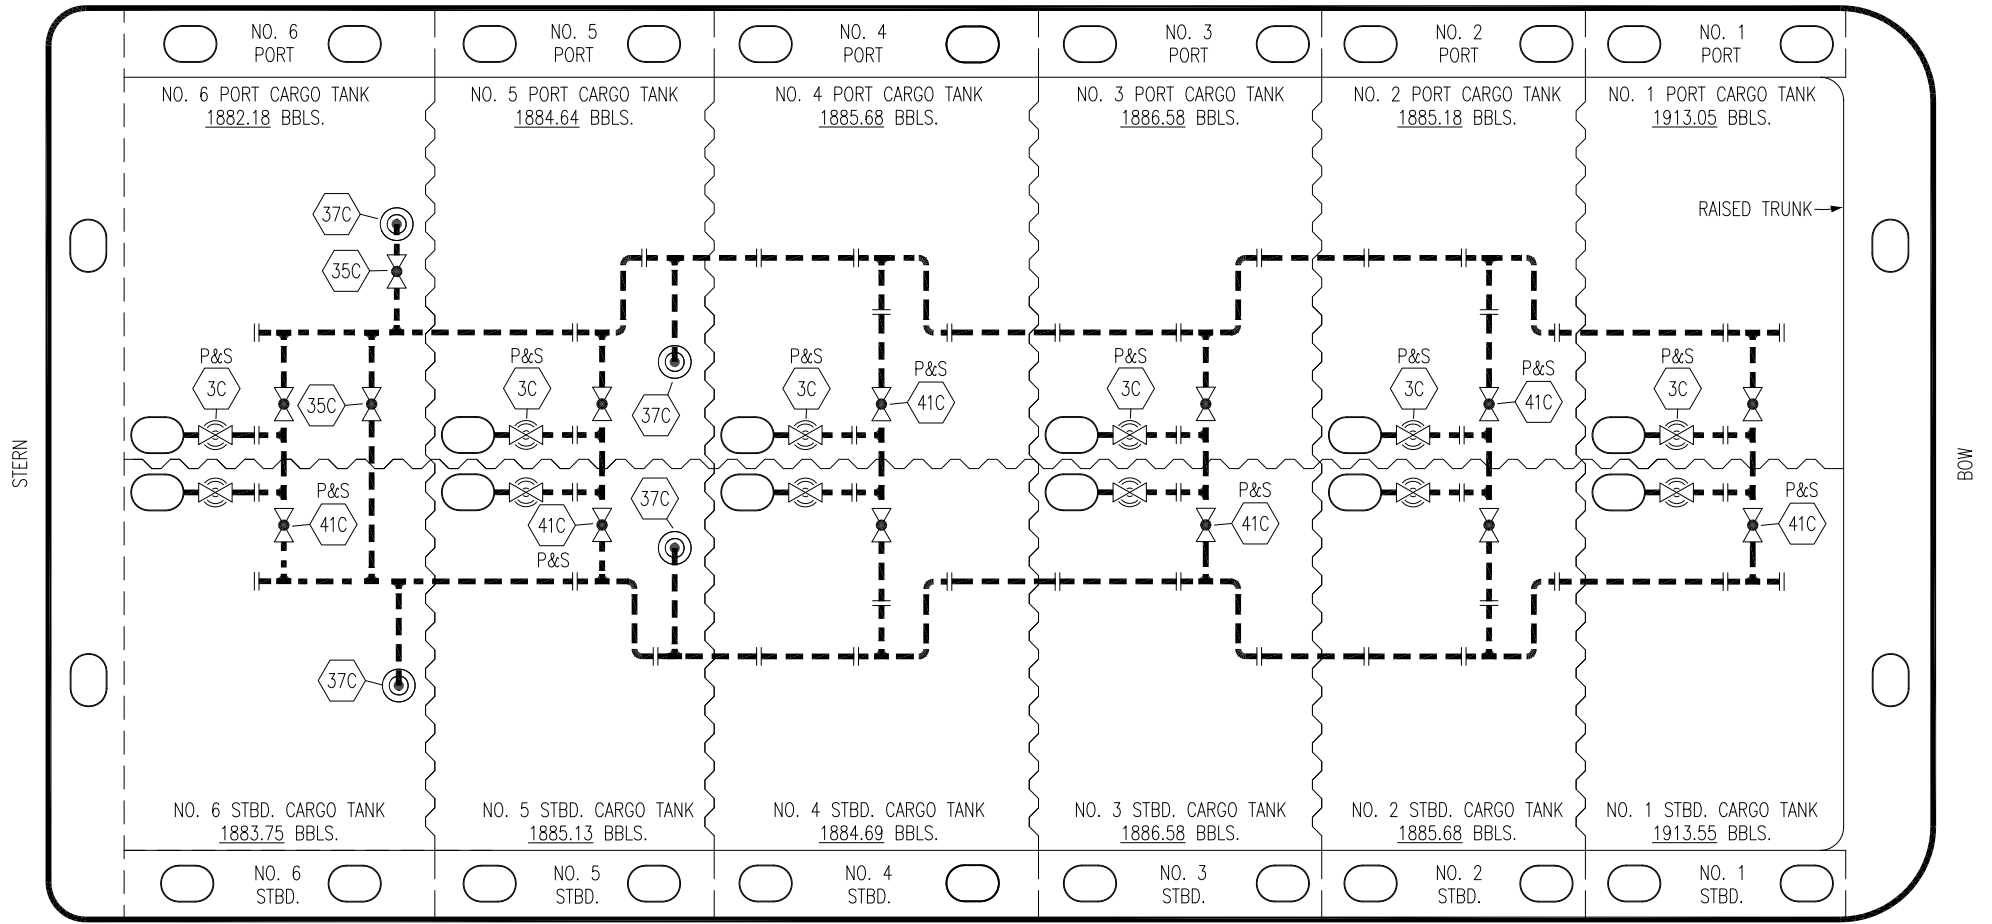 NO. 6
PORT
NO. 5
PORT
NO. 4
PORT
NO. 3
PORT
NO. 2
PORT
NO. 1
PORT
NO. 6 PORT CARGO TANK
1882.18 BBLS.
NO. 5 PORT CARGO TANK
1884.64 BBLS.
NO. 4 PORT CARGO TANK
1885.68 BBLS.
NO. 3 PORT CARGO TANK
1886.58 BBLS.
NO. 2 PORT CARGO TANK
1885.18 BBLS.
NO. 1 PORT CARGO TANK
1913.05 BBLS.
37C
RAISED TRUNK
35C
P&S
3C
35C
P&S
3C
37C
P&S
3C
P&S
41C
P&S
3C
P&S
3C
P&S
41C
P&S
3C
STERN
BOW
P&S
41C
41C
P&S
37C
P&S
41C
P&S
41C
37C
NO. 6 STBD. CARGO TANK
1883.75 BBLS.
NO. 5 STBD. CARGO TANK
1885.13 BBLS.
NO. 4 STBD. CARGO TANK
1884.69 BBLS.
NO. 3 STBD. CARGO TANK
1886.58 BBLS.
NO. 2 STBD. CARGO TANK
1885.68 BBLS.
NO. 1 STBD. CARGO TANK
1913.55 BBLS.
NO. 6
STBD.
NO. 5
STBD.
NO. 4
STBD.
NO. 3
STBD.
NO. 2
STBD.
NO. 1
STBD.